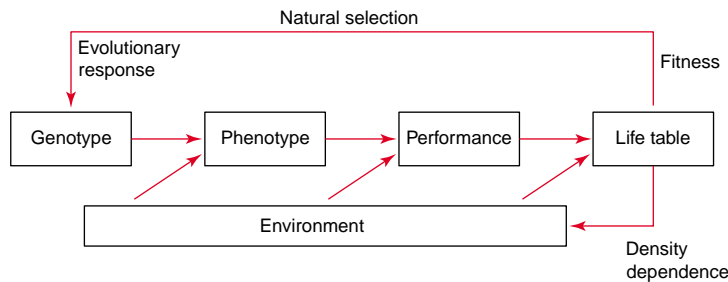 Natural selection
Evolutionary
response
Fitness
Genotype
Phenotype
Performance
Life table
Environment
Density
dependence